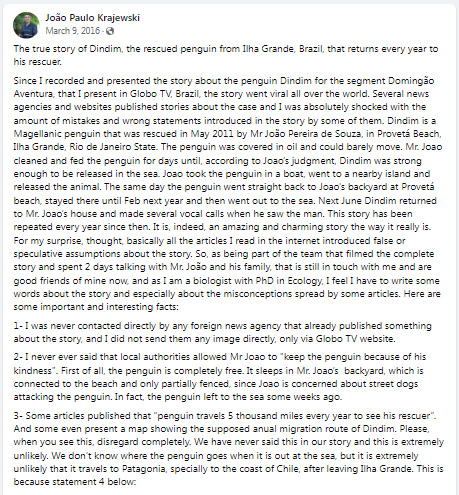 João Paulo Krajewski
March 9, 2016 ·
The true story of Dindim, the rescued penguin from Ilha Grande, Brazil, that returns every year to
his rescuer.
Since I recorded and presented the story about the penguin Dindim for the segment Domingão
Aventura, that I present in Globo TV, Brazil, the story went viral all over the world. Several news
agencies and websites published stories about the case and I was absolutely shocked with the
amount of mistakes and wrong statements introduced in the story by some of them. Dindim is a
Magellanic penguin that was rescued in May 2011 by Mr João Pereira de Souza, in Provetá Beach,
Ilha Grande, Rio de Janeiro State. The penguin was covered in oil and could barely move. Mr. Joao
cleaned and fed the penguin for days until, according to Joao's judgment, Dindim was strong
enough to be released in the sea. Joao took the penguin in a boat, went to a nearby island and
released the animal. The same day the penguin went straight back to Joao's backyard at Provetá
beach, stayed there until Feb next year and then went out to the sea. Next June Dindim returned
to Mr. Joao's house and made several vocal calls when he saw the man. This story has been
repeated every year since then. It is, indeed, an amazing and charming story the way it really is.
For my surprise, thought, basically all the articles I read in the internet introduced false or
speculative assumptions about the story. So, as being part of the team that filmed the complete
story and spent 2 days talking with Mr. João and his family, that is still in touch with me and are
good friends of mine now, and as I am a biologist with PhD in Ecology, I feel I have to write some
words about the story and especially about the misconceptions spread by some articles. Here are
some important and interesting facts:
1- I was never contacted directly by any foreign news agency that already published something
about the story, and I did not send them any image directly, only via Globo TV website.
2- I never ever said that local authorities allowed Mr Joao to "keep the penguin because of his
kindness". First of all, the penguin is completely free. It sleeps in Mr. Joao's backyard, which is
connected to the beach and only partially fenced, since Joao is concerned about street dogs
attacking the penguin. In fact, the penguin left to the sea some weeks ago.
3- Some articles published that "penguin travels 5 thousand miles every year to see his rescuer".
And some even present a map showing the supposed anual migration route of Dindim. Please,
when you see this, disregard completely. We have never said this in our story and this is extremely
unlikely. We don't know where the penguin goes when it is out at the sea, but it is extremely
unlikely that it travels to Patagonia, specially to the coast of Chile, after leaving Ilha Grande. This is
because statement 4 below: